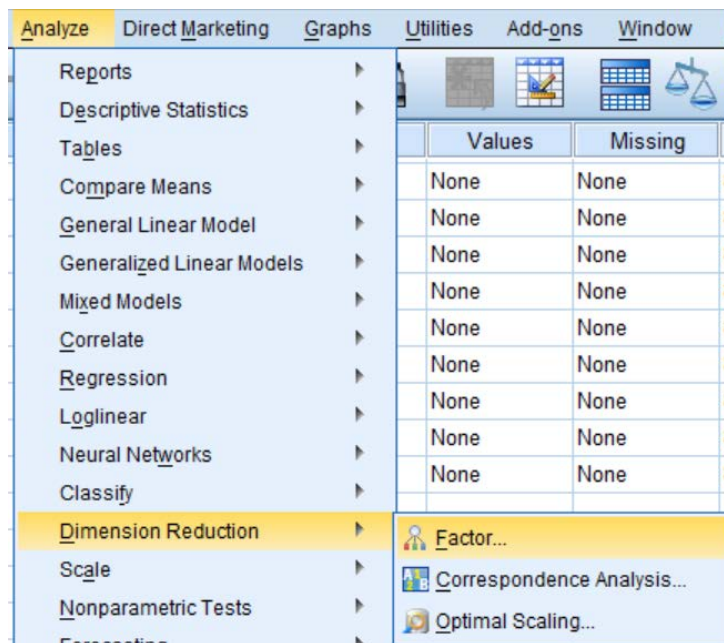 Analyze Direct Marketing Graphs Utilities Add-ons Window
Reports
Descriptive Statistics
Tables
Compare Means
General Linear Model
Generalized Linear Models
Mixed Models
Correlate
Regression
Loglinear
Neural Networks
Classify
Dimension Reduction
Scale
Nonparametric Tests
Forecasting
Values Missing
None None
None None
None None
None None
None None
None None
None None
None None
None None
Factor...
Correspondence Analysis...
Optimal Scaling...